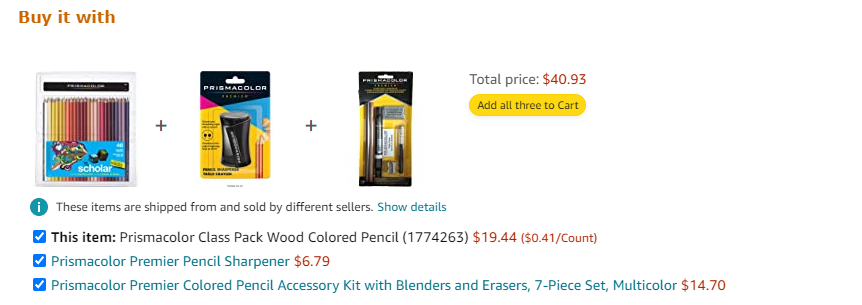 Buy it with
PRISMACOLOR
scholar
48
PRISMACOLOR
PREMIER
PENCIL SHARPENER
PRISMACOLOR
+
+
Total price: $40.93
Add all three to Cart
These items are shipped from and sold by different sellers. Show details
This item: Prismacolor Class Pack Wood Colored Pencil (1774263) $19.44 ($0.41/Count)
Prismacolor Premier Pencil Sharpener $6.79
Prismacolor Premier Colored Pencil Accessory Kit with Blenders and Erasers, 7-Piece Set, Multicolor $14.70